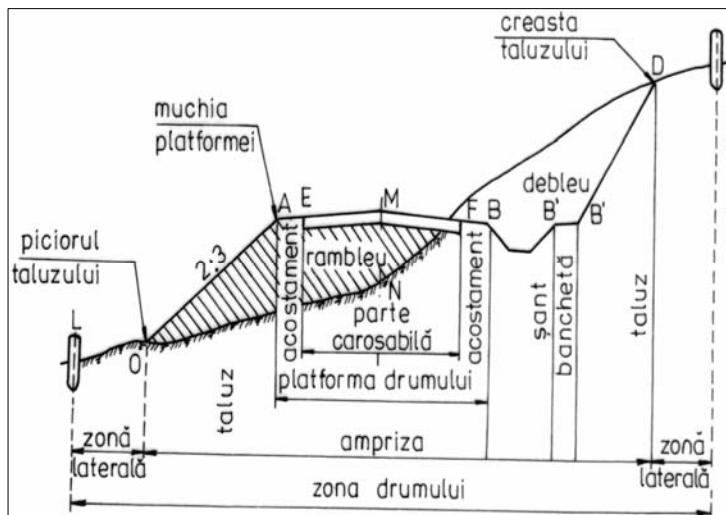 creasta
taluzului
D
muchia
platformei
debleu
A E M F B B' B'
piciorul
taluzului
2:3
rambleu
L
N
O
acostament
parte
carosabilă
acostament
șant
banchetă
taluz
platforma drumului
taluz
zonă
laterală
ampriza
zonă
laterală
zona drumului